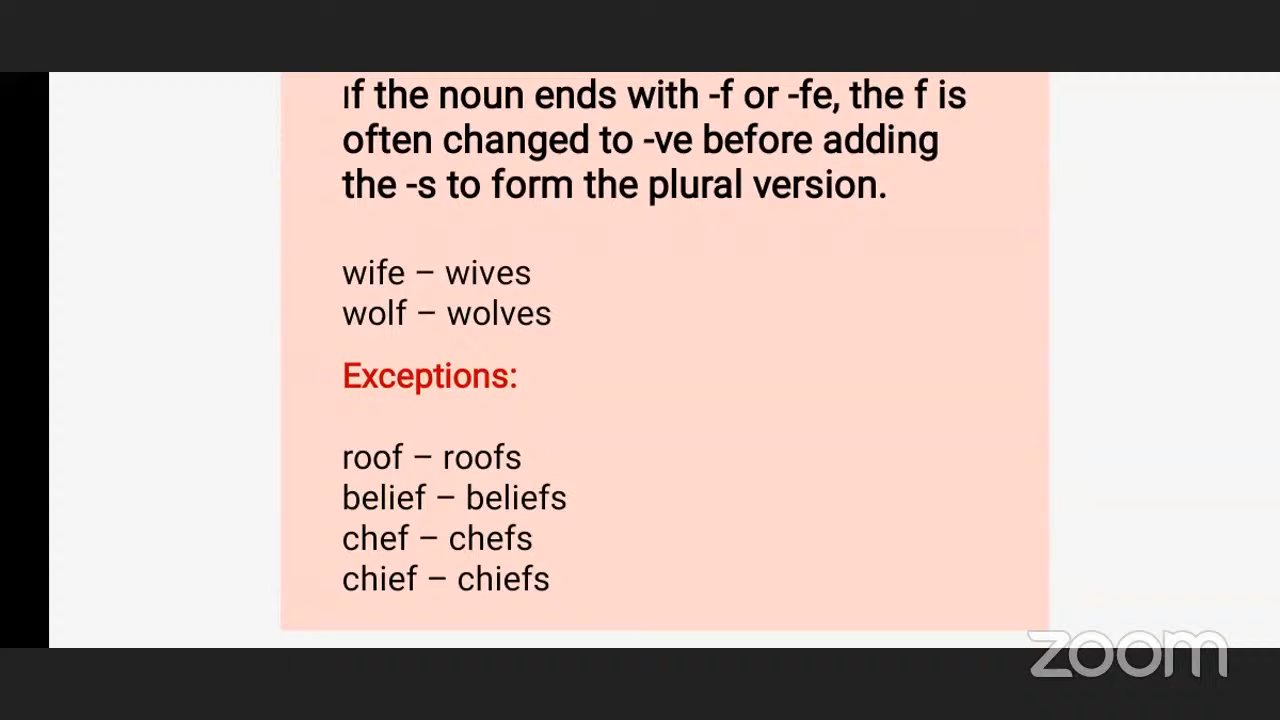 If the noun ends with -f or -fe, the f is
often changed to -ve before adding
the -s to form the plural version.
wife – wives
wolf – wolves
Exceptions:
roof – roofs
belief – beliefs
chef – chefs
chief – chiefs
zoom